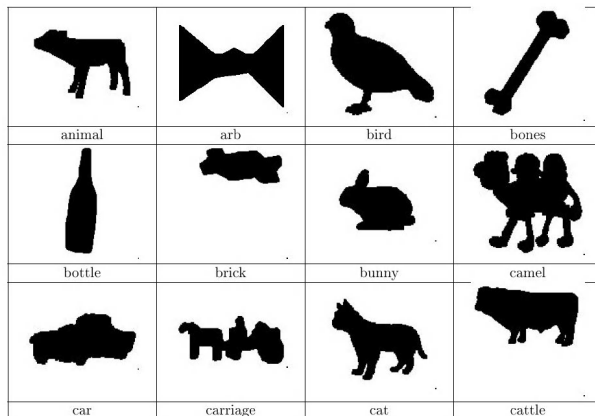 animal arb bird bones
bottle brick bunny camel
car carriage cat cattle